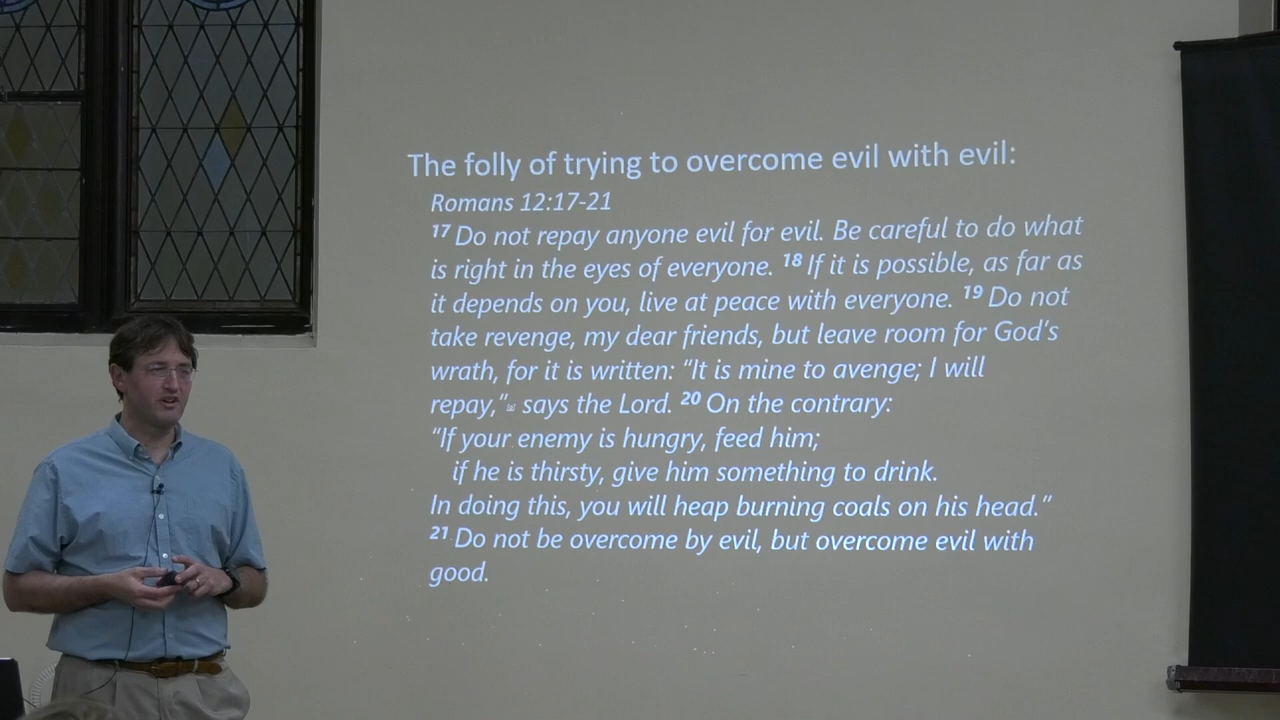 The folly of trying to overcome evil with evil:
Romans 12:17-21
17 Do not repay anyone evil for evil. Be careful to do what
is right in the eyes of everyone. 18 If it is possible, as far as
it depends on you, live at peace with everyone. 19 Do not
take revenge, my dear friends, but leave room for God's
wrath, for it is written: “It is mine to avenge; I will
repay,” says the Lord. 20 On the contrary:
“If your enemy is hungry, feed him;
if he is thirsty, give him something to drink.
In doing this, you will heap burning coals on his head.”
21 Do not be overcome by evil, but overcome evil with
good.